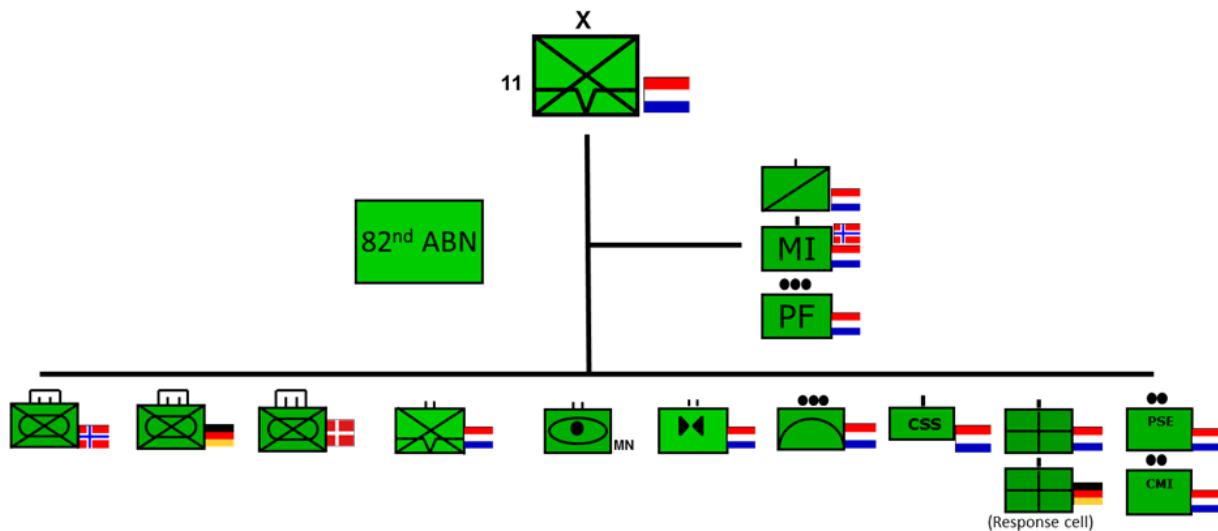 X
11
82nd ABN
MI
PF
MN
CSS
PSE
CMI
(Response cell)